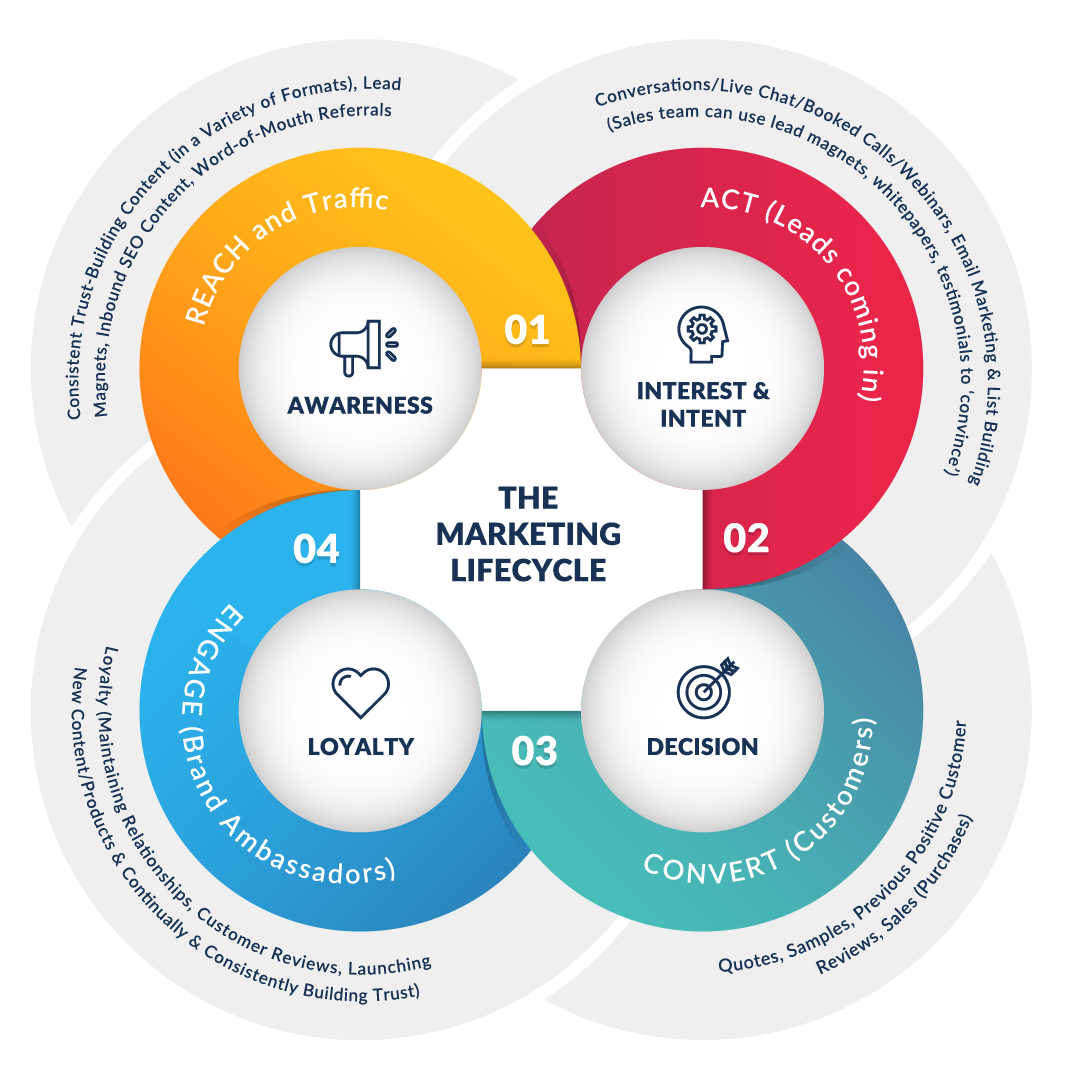 Consistent Trust-Building Content (in a Variety of Formats), Lead
Magnets, Inbound SEO Content, Word-of-Mouth Referrals
REACH and Traffic
01
AWARENESS
Conversations/Live Chat/Booked Calls/Webinars, Email Marketing & List Building
(Sales team can use lead magnets, whitepapers, testimonials to 'convince')
ACT (Leads coming in)
INTEREST &
INTENT
02
THE
MARKETING
LIFECYCLE
03
DECISION
CONVERT (Customers)
Quotes, Samples, Previous Positive Customer
Reviews, Sales (Purchases)
04
LOYALTY
ENGAGE (Brand Ambassadors)
Loyalty (Maintaining Relationships, Customer Reviews, Launching
New Content/Products & Continually & Consistently Building Trust)